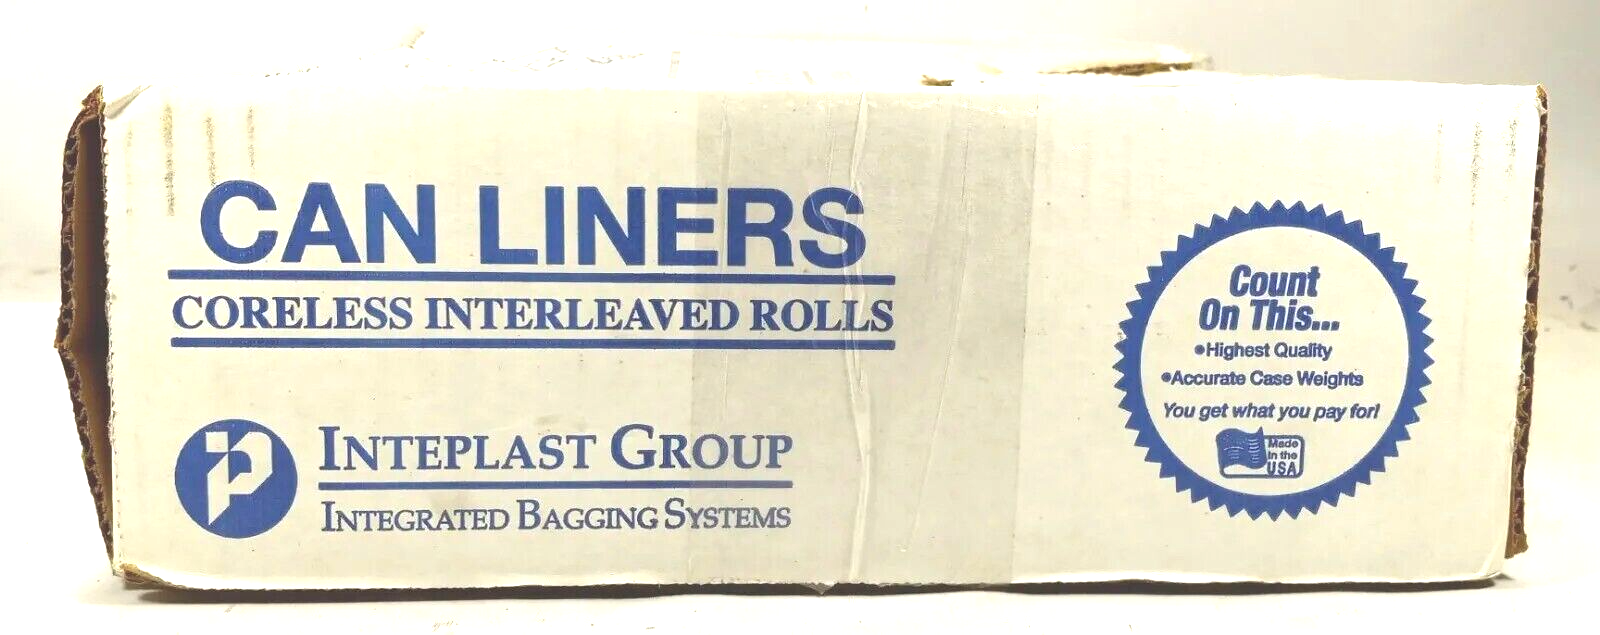 CAN LINERS
CORELESS INTERLEAVED ROLLS
INTEPLAST GROUP
INTEGRATED BAGGING SYSTEMS
Count
On This...
•Highest Quality
•Accurate Case Weights
You get what you pay for!
Made
in the
USA